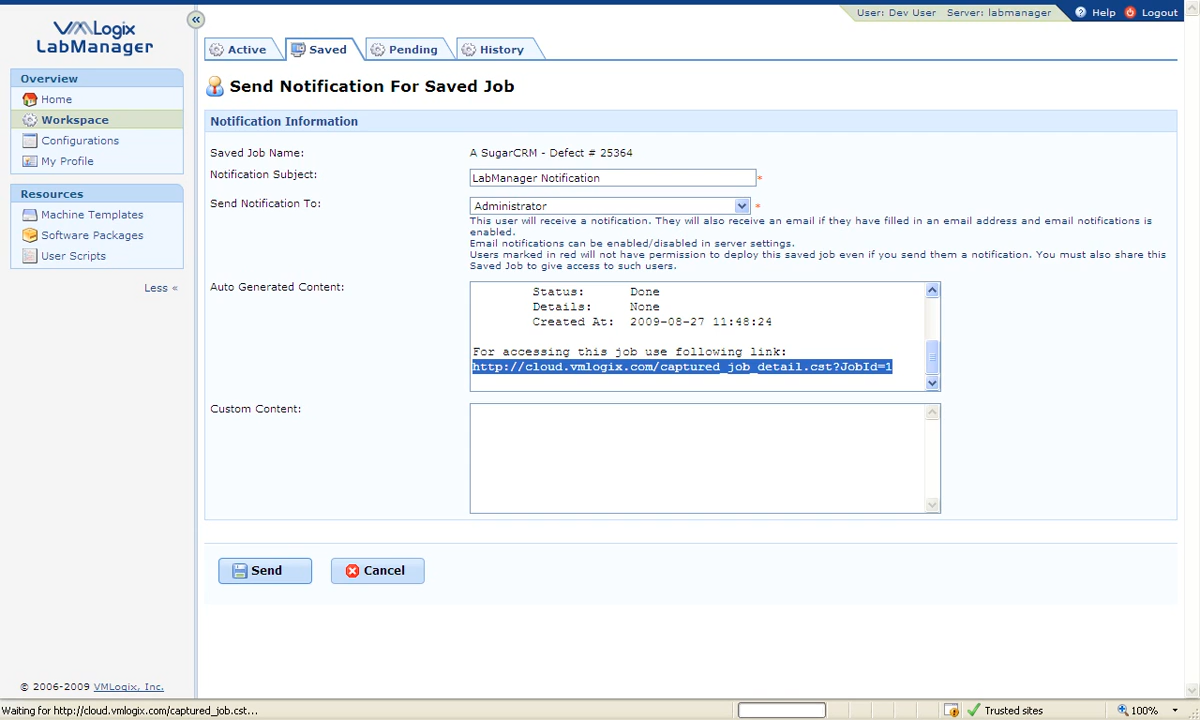 User: Dev User Server: labmanager Help Logout
VMLogix
LabManager
Active Saved Pending History
Overview
Home
Workspace
Configurations
My Profile
Resources
Machine Templates
Software Packages
User Scripts
Less «
Send Notification For Saved Job
Notification Information
Saved Job Name: A SugarCRM - Defect # 25364
Notification Subject: LabManager Notification *
Send Notification To: Administrator *
This user will receive a notification. They will also receive an email if they have filled in an email address and email notifications is
enabled.
Email notifications can be enabled/disabled in server settings.
Users marked in red will not have permission to deploy this saved job even if you send them a notification. You must also share this
Saved Job to give access to such users.
Auto Generated Content:
Status: Done
Details: None
Created At: 2009-08-27 11:48:24
For accessing this job use following link:
http://cloud.vmlogix.com/captured_job_detail.cst?JobId=1
Custom Content:
Send Cancel
© 2006-2009 VMLogix, Inc.
Waiting for http://cloud.vmlogix.com/captured_job.cst... Trusted sites 100%